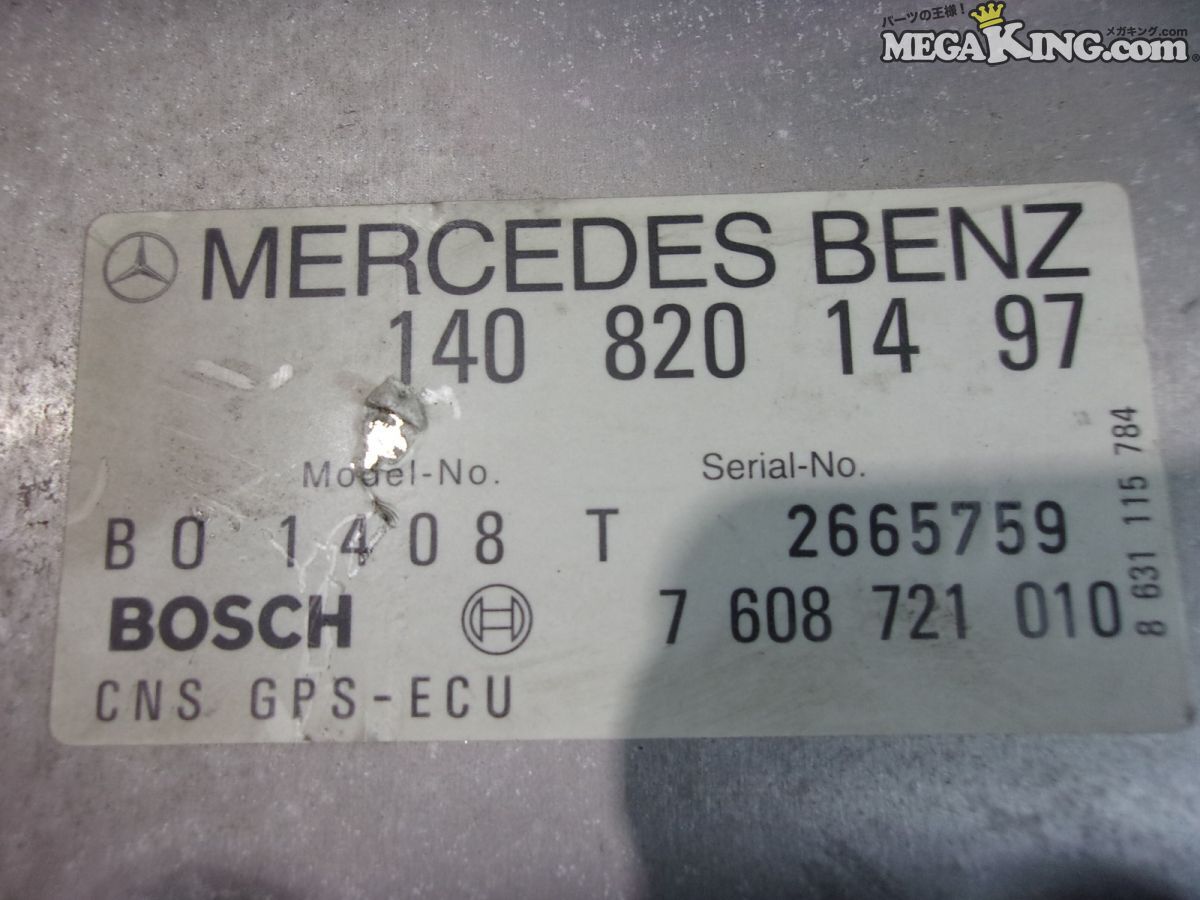 パーツの王様!
メガキング.com
MEGAKING.com®
MERCEDES BENZ
140 820 14 97
Model-No. Serial-No.
BO 1408 T 2665759
BOSCH 7 608 721 010
CNS GPS-ECU
8 631 115 784